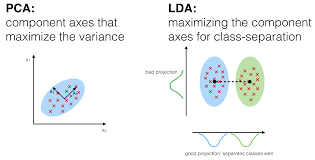 PCA:
component axes that
maximize the variance
LDA:
maximizing the component
axes for class-separation
bad projection
good projection: separates classes well